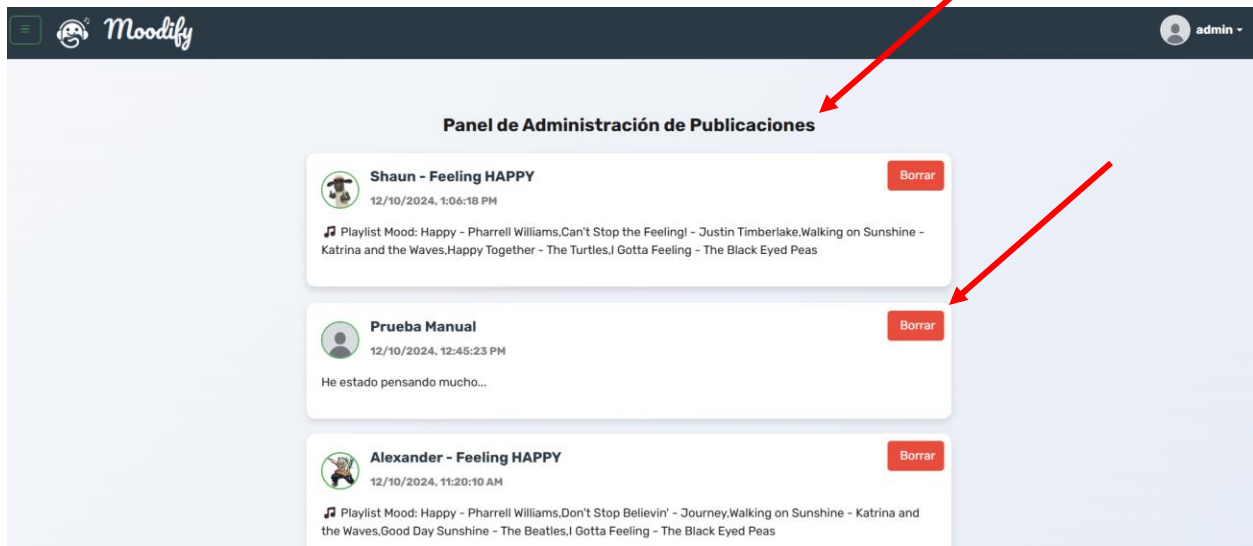 Moodify
admin
Panel de Administración de Publicaciones
Shaun - Feeling HAPPY
Borrar
12/10/2024, 1:06:18 PM
Playlist Mood: Happy - Pharrell Williams,Can't Stop the Feeling! - Justin Timberlake,Walking on Sunshine -
Katrina and the Waves,Happy Together - The Turtles,I Gotta Feeling - The Black Eyed Peas
Prueba Manual
Borrar
12/10/2024, 12:45:23 PM
He estado pensando mucho...
Alexander - Feeling HAPPY
Borrar
12/10/2024, 11:20:10 AM
Playlist Mood: Happy - Pharrell Williams,Don't Stop Believin' - Journey,Walking on Sunshine - Katrina and
the Waves,Good Day Sunshine - The Beatles,I Gotta Feeling - The Black Eyed Peas